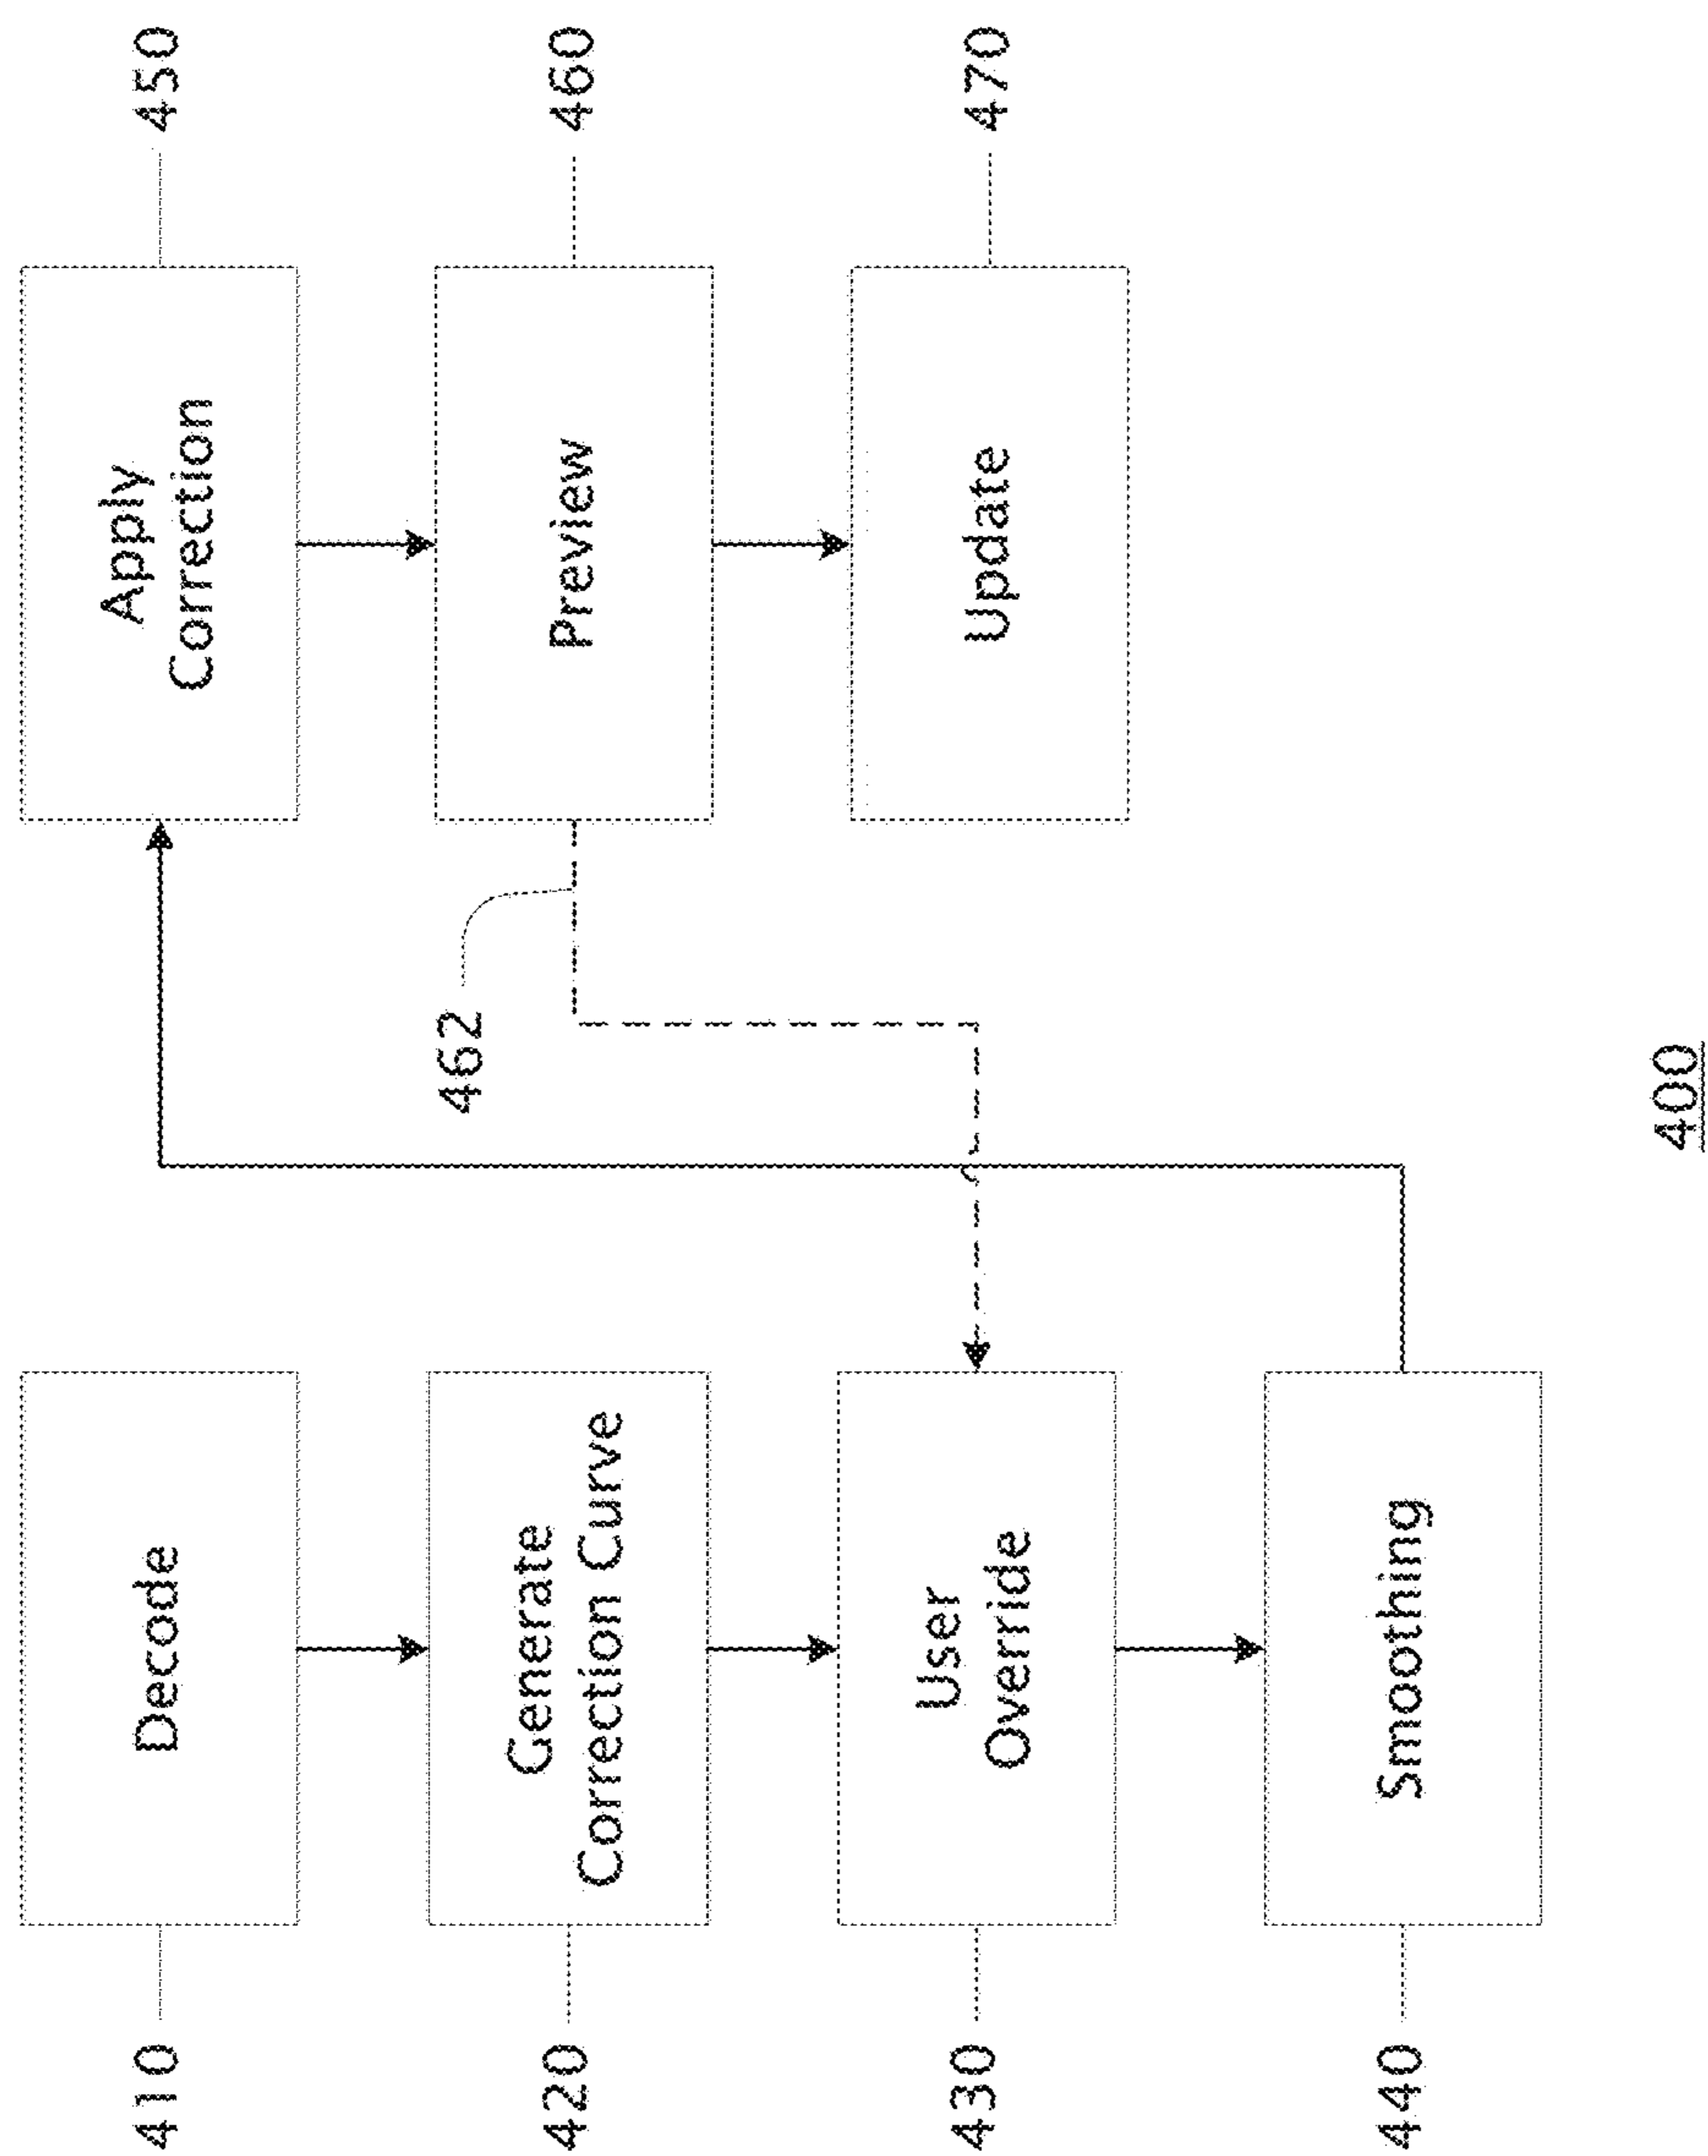 410
Decode
420
Generate
Correction Curve
430
User
Override
440
Smoothing
450
Apply
Correction
460
Preview
462
470
Update
400